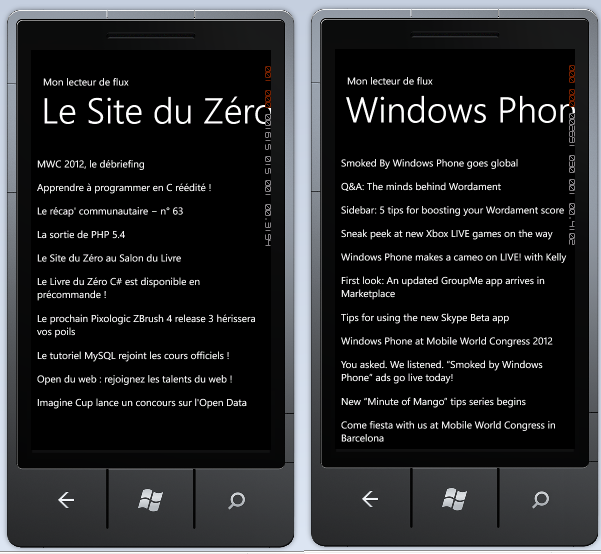 Mon lecteur de flux
Le Site du Zéro
MWC 2012, le débriefing
Apprendre à programmer en C réédité !
Le récap' communautaire – n° 63
La sortie de PHP 5.4
Le Site du Zéro au Salon du Livre
Le Livre du Zéro C# est disponible en
précommande !
Le prochain Pixologic ZBrush 4 release 3 hérissera
vos poils
Le tutoriel MySQL rejoint les cours officiels !
Open du web : rejoignez les talents du web !
Imagine Cup lance un concours sur l'Open Data
Mon lecteur de flux
Windows Phon
Smoked By Windows Phone goes global
Q&A: The minds behind Wordament
Sidebar: 5 tips for boosting your Wordament score
Sneak peek at new Xbox LIVE games on the way
Windows Phone makes a cameo on LIVE! with Kelly
First look: An updated GroupMe app arrives in
Marketplace
Tips for using the new Skype Beta app
Windows Phone at Mobile World Congress 2012
You asked. We listened. “Smoked by Windows
Phone” ads go live today!
New “Minute of Mango” tips series begins
Come fiesta with us at Mobile World Congress in
Barcelona